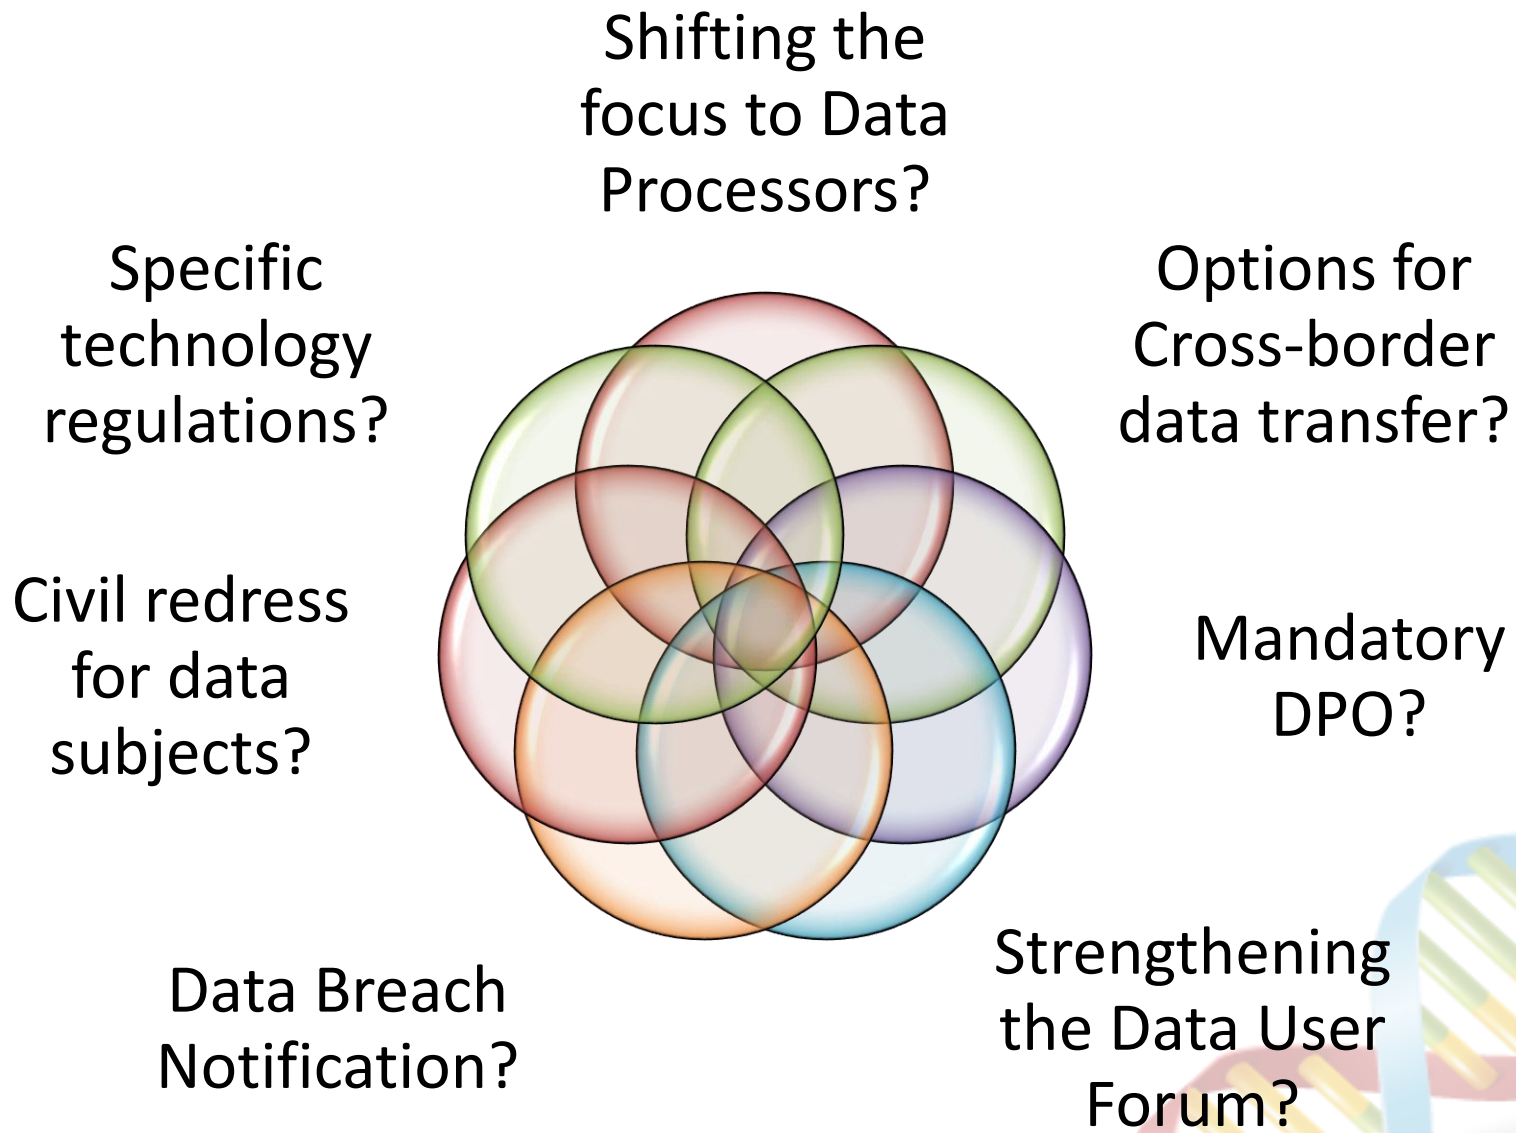 Shifting the
focus to Data
Processors?
Options for
Cross-border
data transfer?
Mandatory
DPO?
Strengthening
the Data User
Forum?
Data Breach
Notification?
Civil redress
for data
subjects?
Specific
technology
regulations?